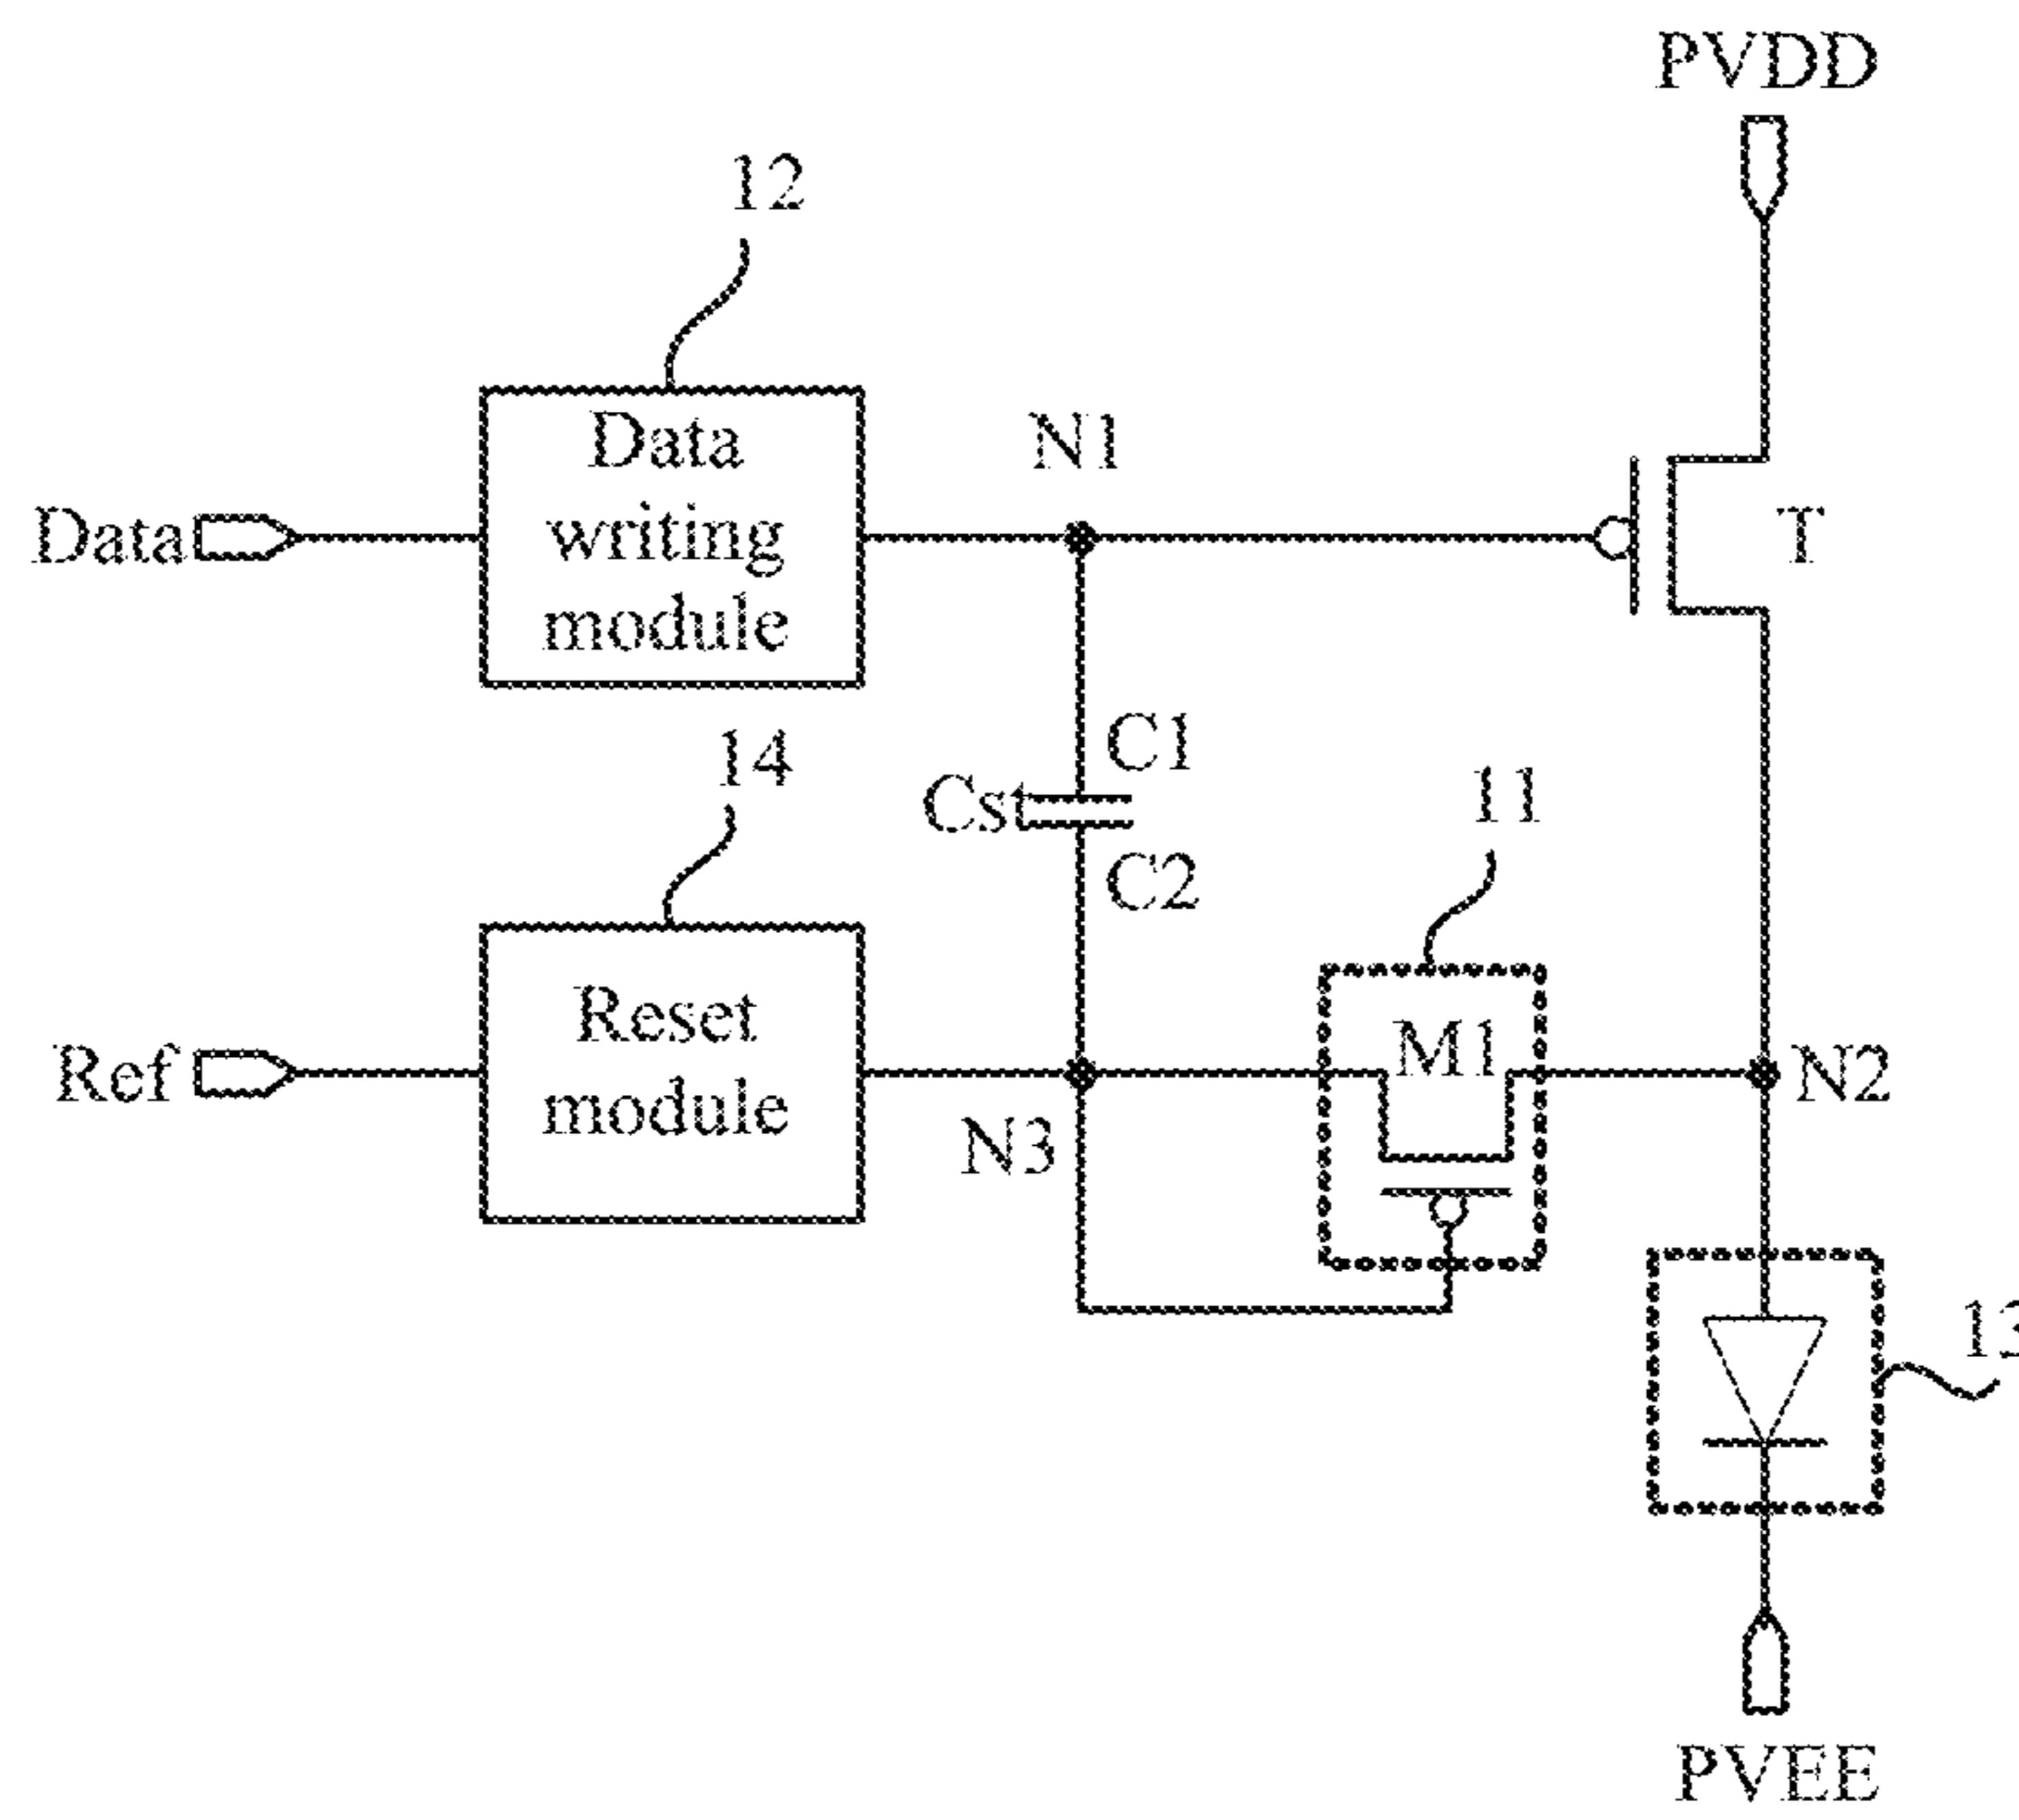 PVDD
12
Data
writing
module
N1
Data
T
14
C1
Cst
C2
11
Reset
module
M1
Ref
N3
N2
13
PVEE